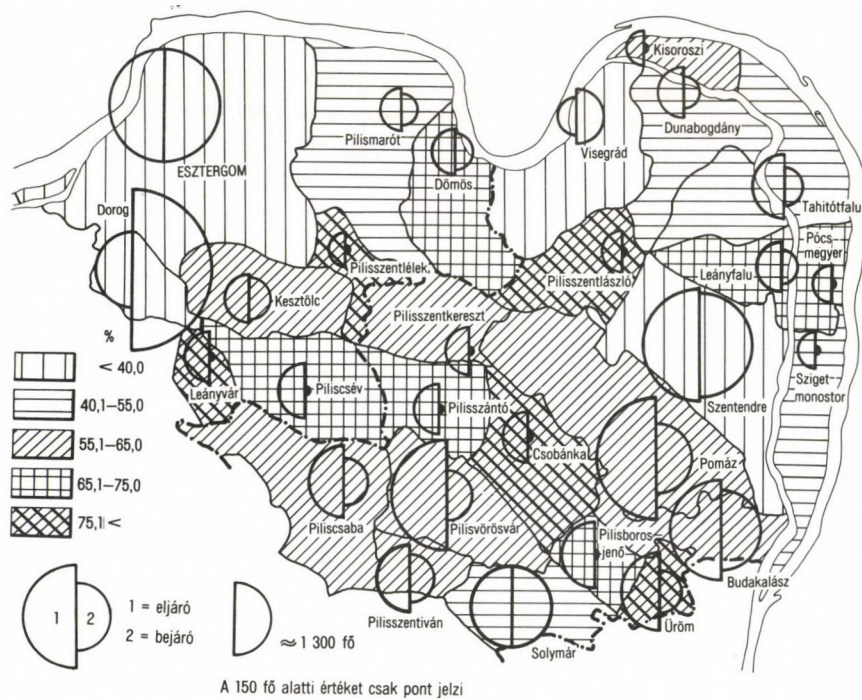 Kisoroszi
Pilismarót
Visegrád
Dunabogdány
ESZTERGOM
Dömös
Tahitótfalu
Dorog
Pilisszentlélek
Pilisszentlászló
Leányfalu
Pócs-
megyer
Kesztölc
Pilisszentkereszt
%
< 40,0
40,1–55,0
55,1–65,0
65,1–75,0
75,1 <
Leányvár
Piliscsév
Pilisszántó
Csobánka
Szentendre
Sziget-
monostor
Pomáz
Piliscsaba
Pilisvörösvár
Pilisboros-
jenő
Budakalász
Pilisszentiván
Solymár
Üröm
1 2
1 = eljáró
2 = bejáró
≈ 1 300 fő
A 150 fő alatti értéket csak pont jelzi